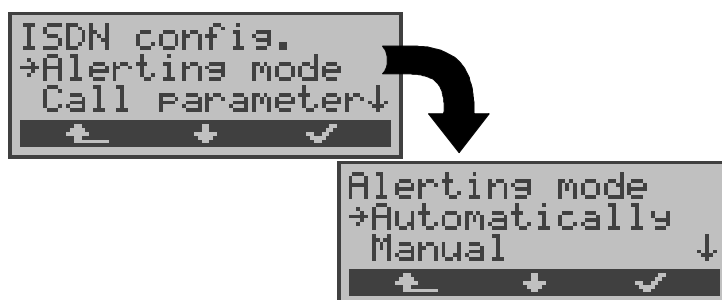 ISDN config.
→Alerting mode
Call parameter↓
Alerting mode
→Automatically
Manual ↓